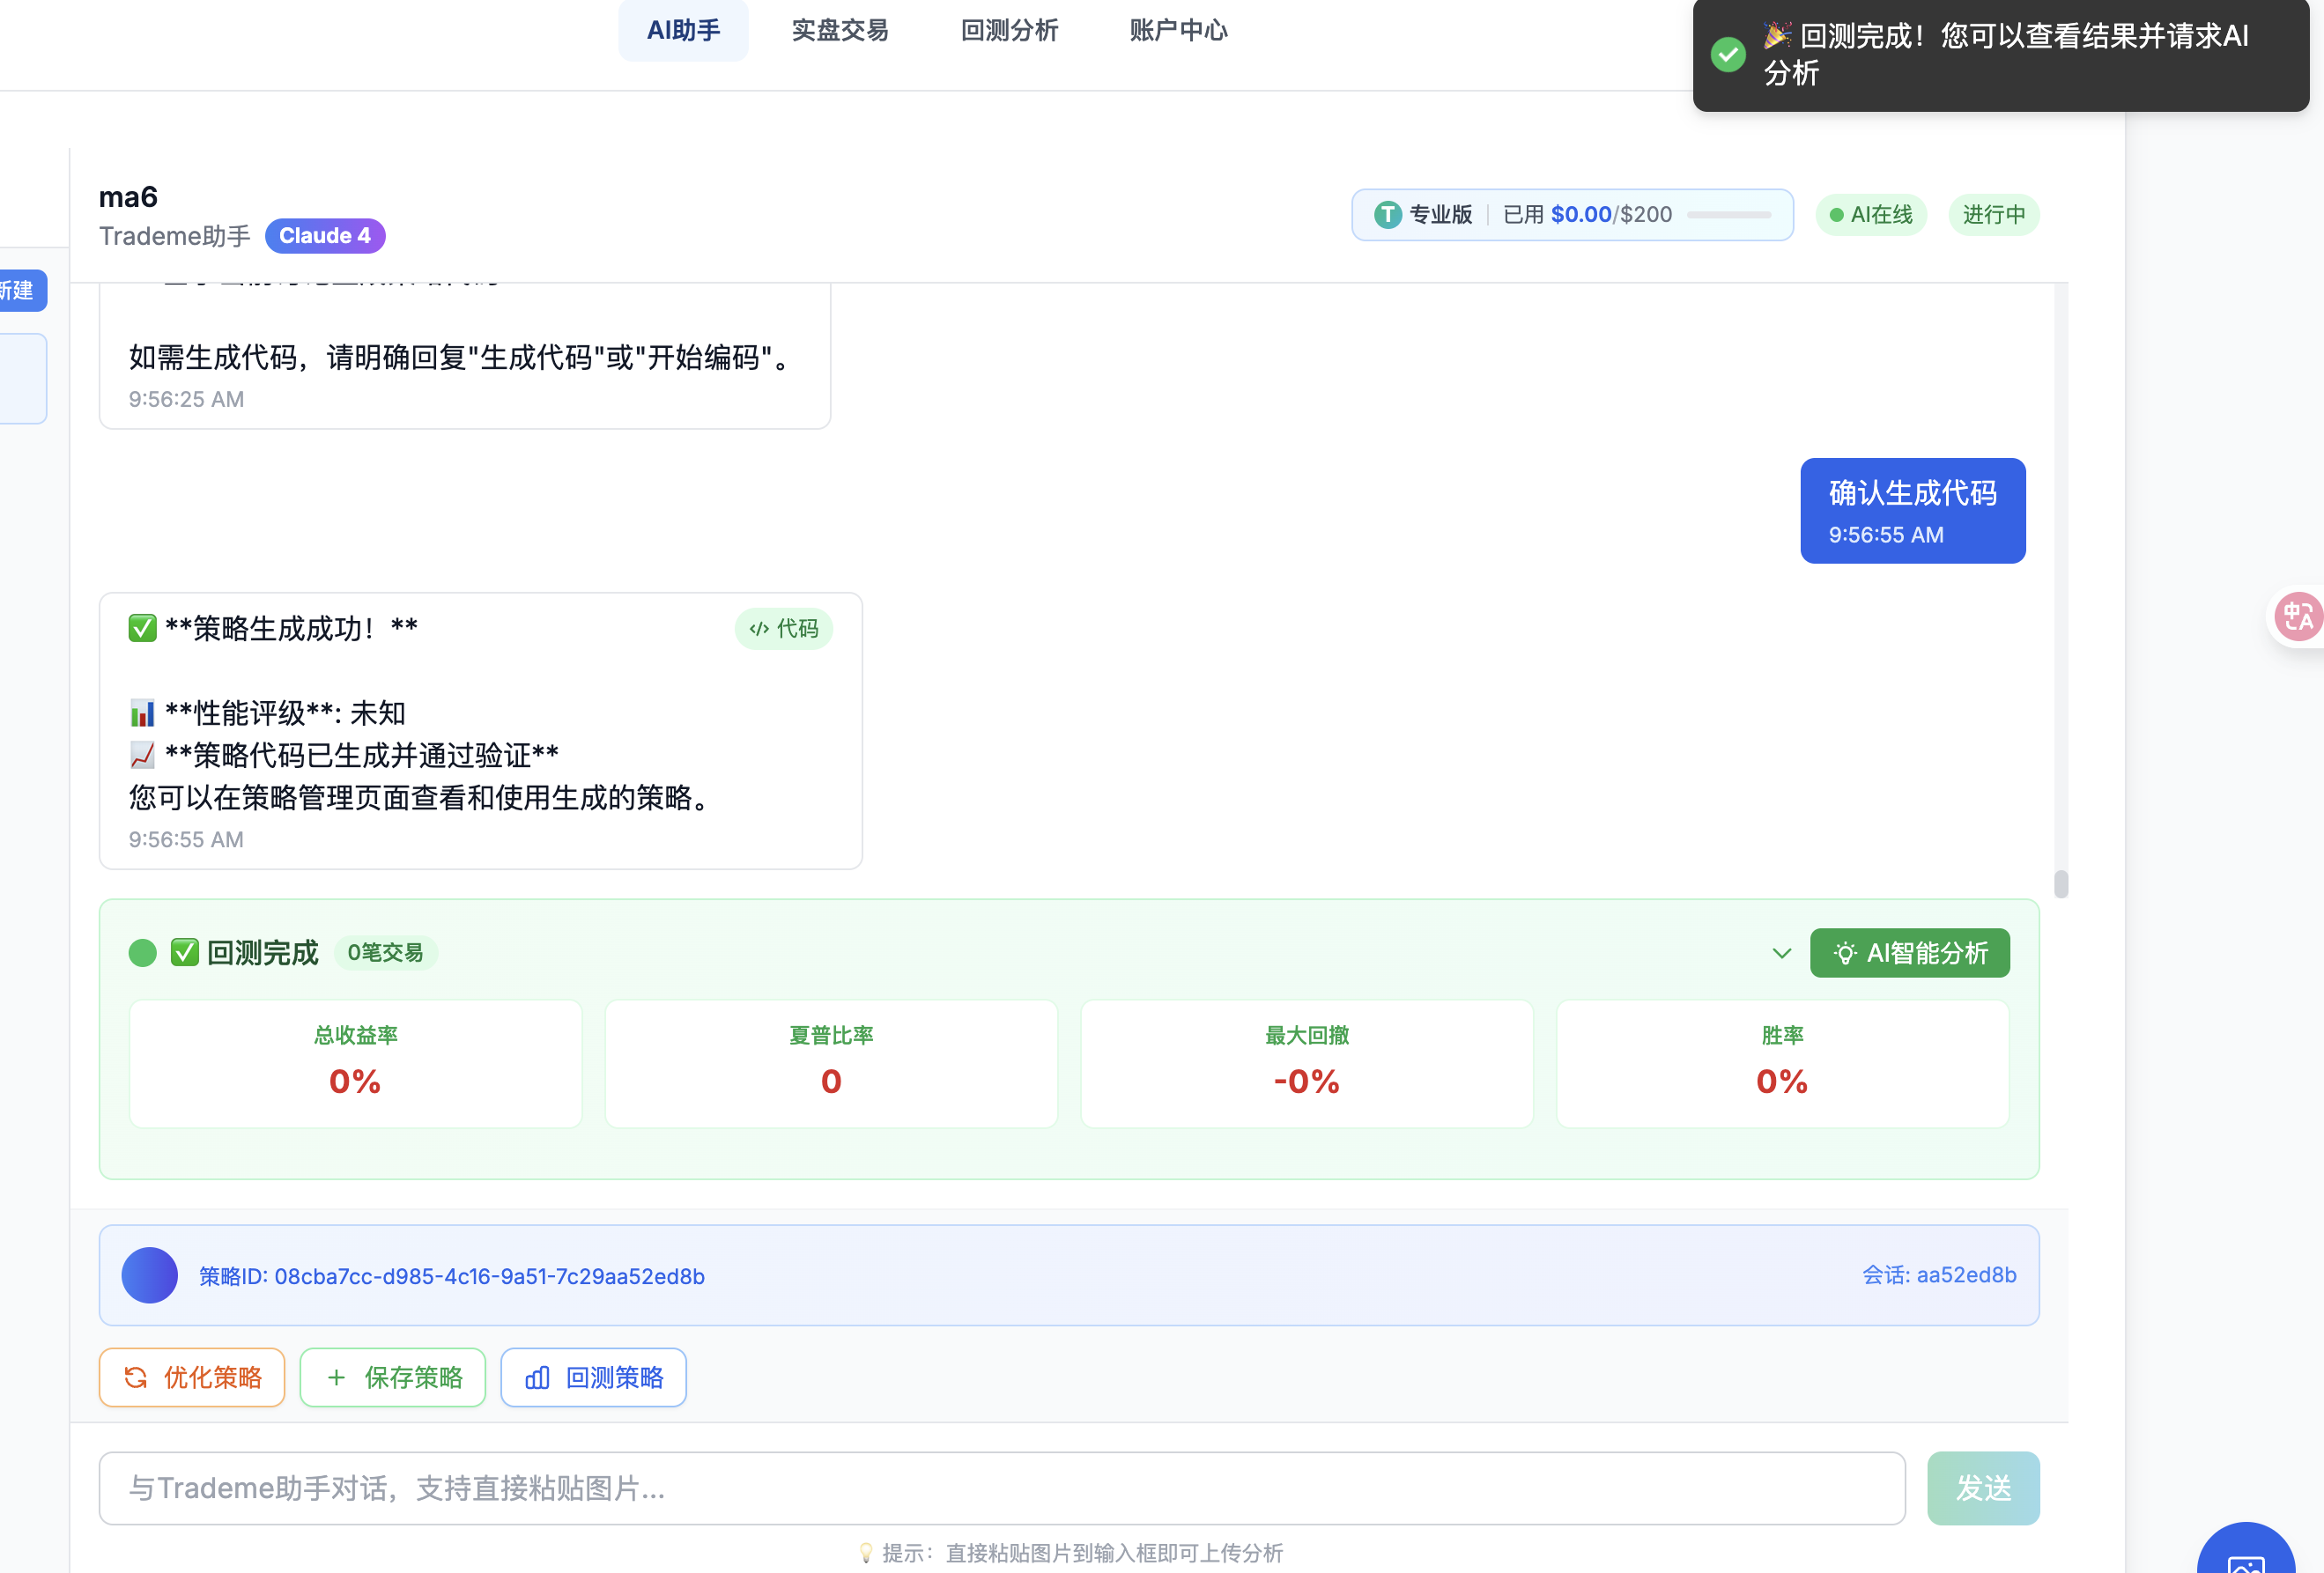 AI助手
实盘交易
回测分析
账户中心
🎉 回测完成！您可以查看结果并请求AI
分析
ma6
Trademe助手 Claude 4
T 专业版 | 已用 $0.00/$200
AI在线
进行中
新建
如需生成代码，请明确回复"生成代码"或"开始编码"。
9:56:25 AM
确认生成代码
9:56:55 AM
✅ **策略生成成功！**
</> 代码
📊 **性能评级**: 未知
📈 **策略代码已生成并通过验证**
您可以在策略管理页面查看和使用生成的策略。
9:56:55 AM
✅ 回测完成 0笔交易
AI智能分析
总收益率
0%
夏普比率
0
最大回撤
-0%
胜率
0%
策略ID: 08cba7cc-d985-4c16-9a51-7c29aa52ed8b
会话: aa52ed8b
优化策略
+ 保存策略
回测策略
与Trademe助手对话，支持直接粘贴图片...
发送
💡 提示：直接粘贴图片到输入框即可上传分析
中A